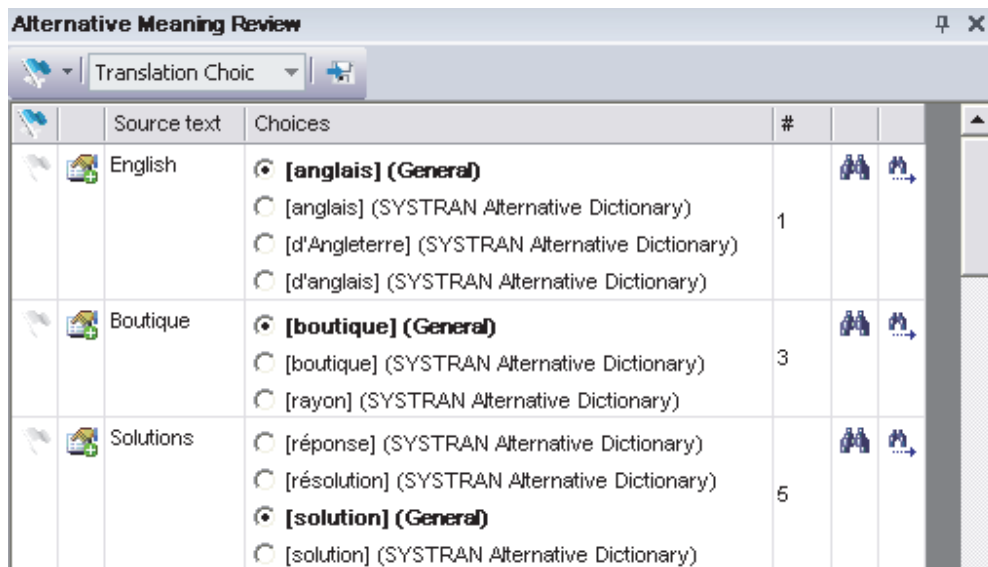 Alternative Meaning Review
Translation Choic
Source text Choices #
English [anglais] (General)
[anglais] (SYSTRAN Alternative Dictionary)
1
[d'Angleterre] (SYSTRAN Alternative Dictionary)
[d'anglais] (SYSTRAN Alternative Dictionary)
Boutique [boutique] (General)
[boutique] (SYSTRAN Alternative Dictionary) 3
[rayon] (SYSTRAN Alternative Dictionary)
Solutions [réponse] (SYSTRAN Alternative Dictionary)
[résolution] (SYSTRAN Alternative Dictionary)
5
[solution] (General)
[solution] (SYSTRAN Alternative Dictionary)